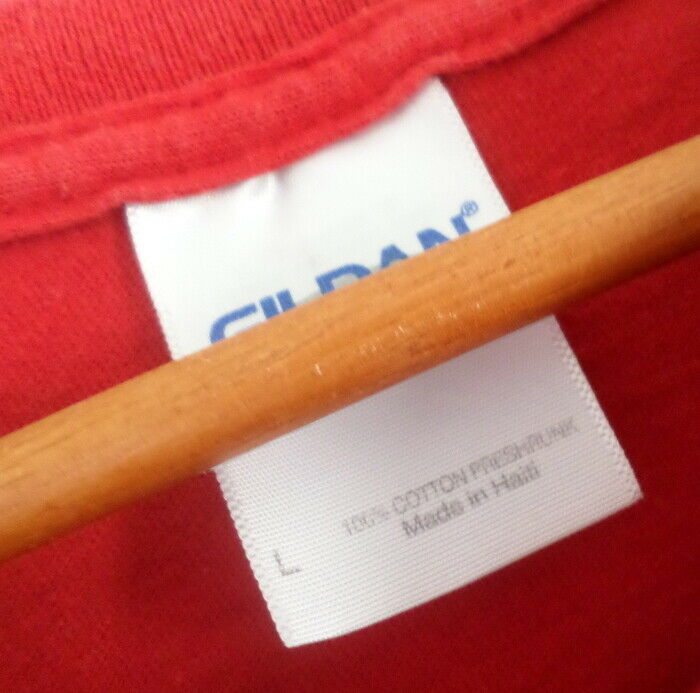 GILDAN®
100% COTTON PRESHRUNK
Made in Haiti
L